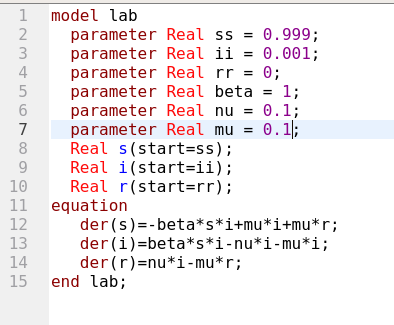 1 model lab
2   parameter Real ss = 0.999;
3   parameter Real ii = 0.001;
4   parameter Real rr = 0;
5   parameter Real beta = 1;
6   parameter Real nu = 0.1;
7   parameter Real mu = 0.1;
8   Real s(start=ss);
9   Real i(start=ii);
10   Real r(start=rr);
11 equation
12    der(s)=-beta*s*i+mu*i+mu*r;
13    der(i)=beta*s*i-nu*i-mu*i;
14    der(r)=nu*i-mu*r;
15 end lab;